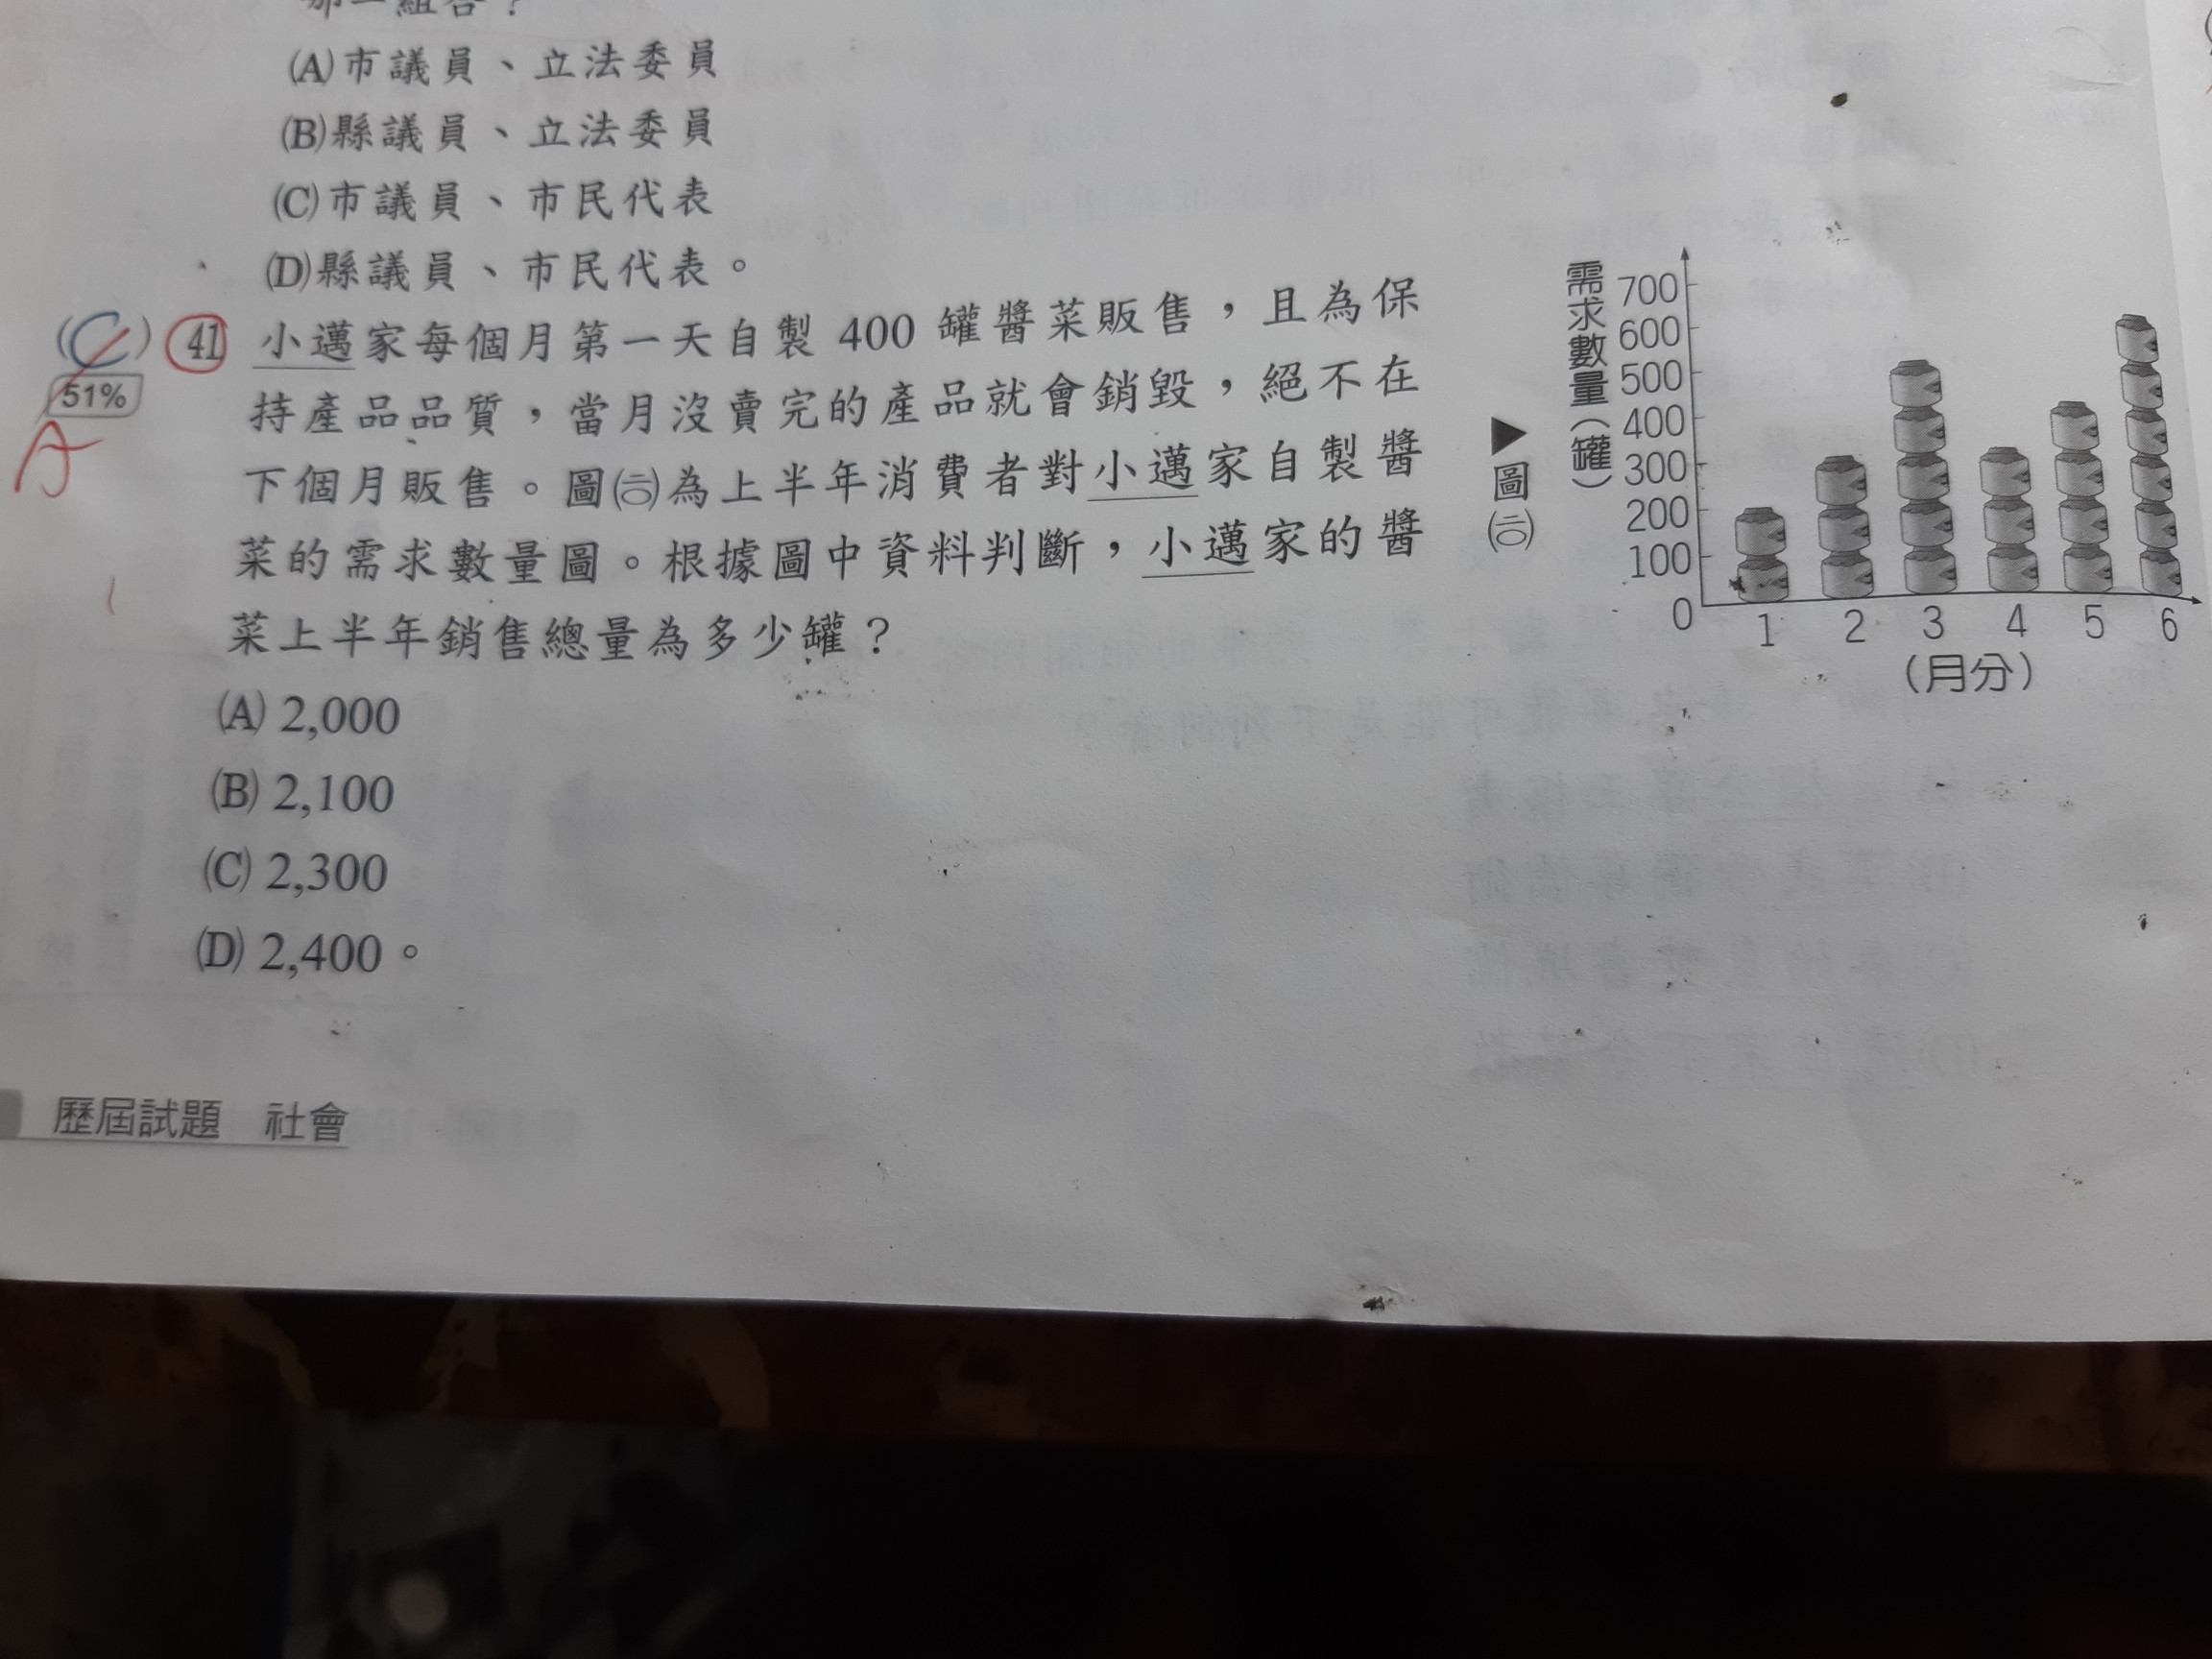 (A)市議員、立法委員
(B)縣議員、立法委員
(C)市議員、市民代表
(D)縣議員、市民代表。
(C) 41 小邁家每個月第一天自製 400 罐醬菜販售，且為保
51%
持產品品質，當月沒賣完的產品就會銷毀，絕不在
A
下個月販售。圖(二六)為上半年消費者對小邁家自製醬
菜的需求數量圖。根據圖中資料判斷，小邁家的醬
菜上半年銷售總量為多少罐？
(A) 2,000
(B) 2,100
(C) 2,300
(D) 2,400。
▶圖
需求數量（罐）
700
600
500
400
300
200
100
0
1 2 3 4 5 6
（月分）
歷屆試題 社會